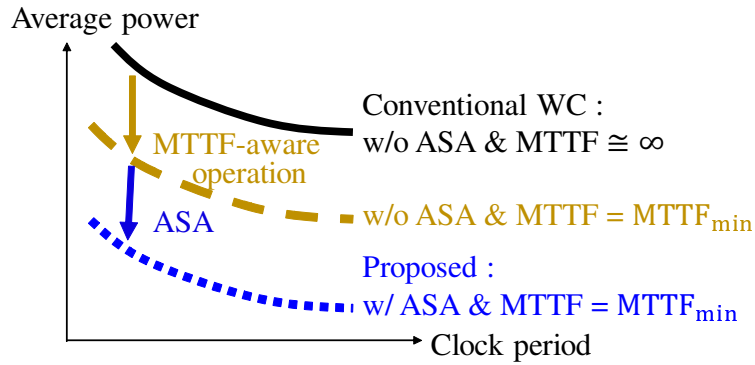 Average power
Conventional WC :
w/o ASA & MTTF ≅ ∞
MTTF-aware
operation
w/o ASA & MTTF = MTTFmin
ASA
Proposed :
w/ ASA & MTTF = MTTFmin
Clock period